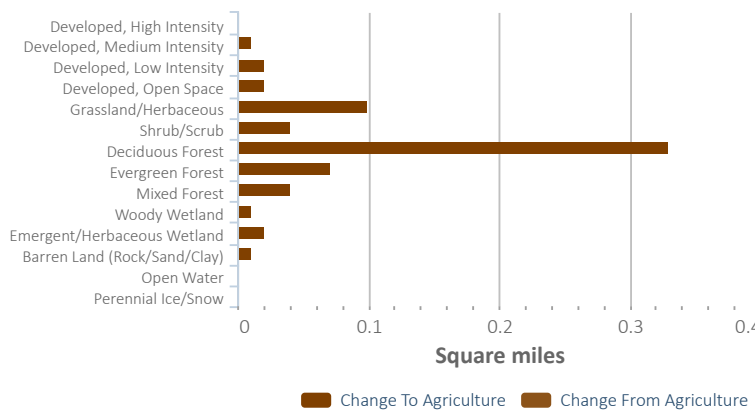 Developed, High Intensity
Developed, Medium Intensity
Developed, Low Intensity
Developed, Open Space
Grassland/Herbaceous
Shrub/Scrub
Deciduous Forest
Evergreen Forest
Mixed Forest
Woody Wetland
Emergent/Herbaceous Wetland
Barren Land (Rock/Sand/Clay)
Open Water
Perennial Ice/Snow
0 0.1 0.2 0.3 0.4
Square miles
Change To Agriculture Change From Agriculture